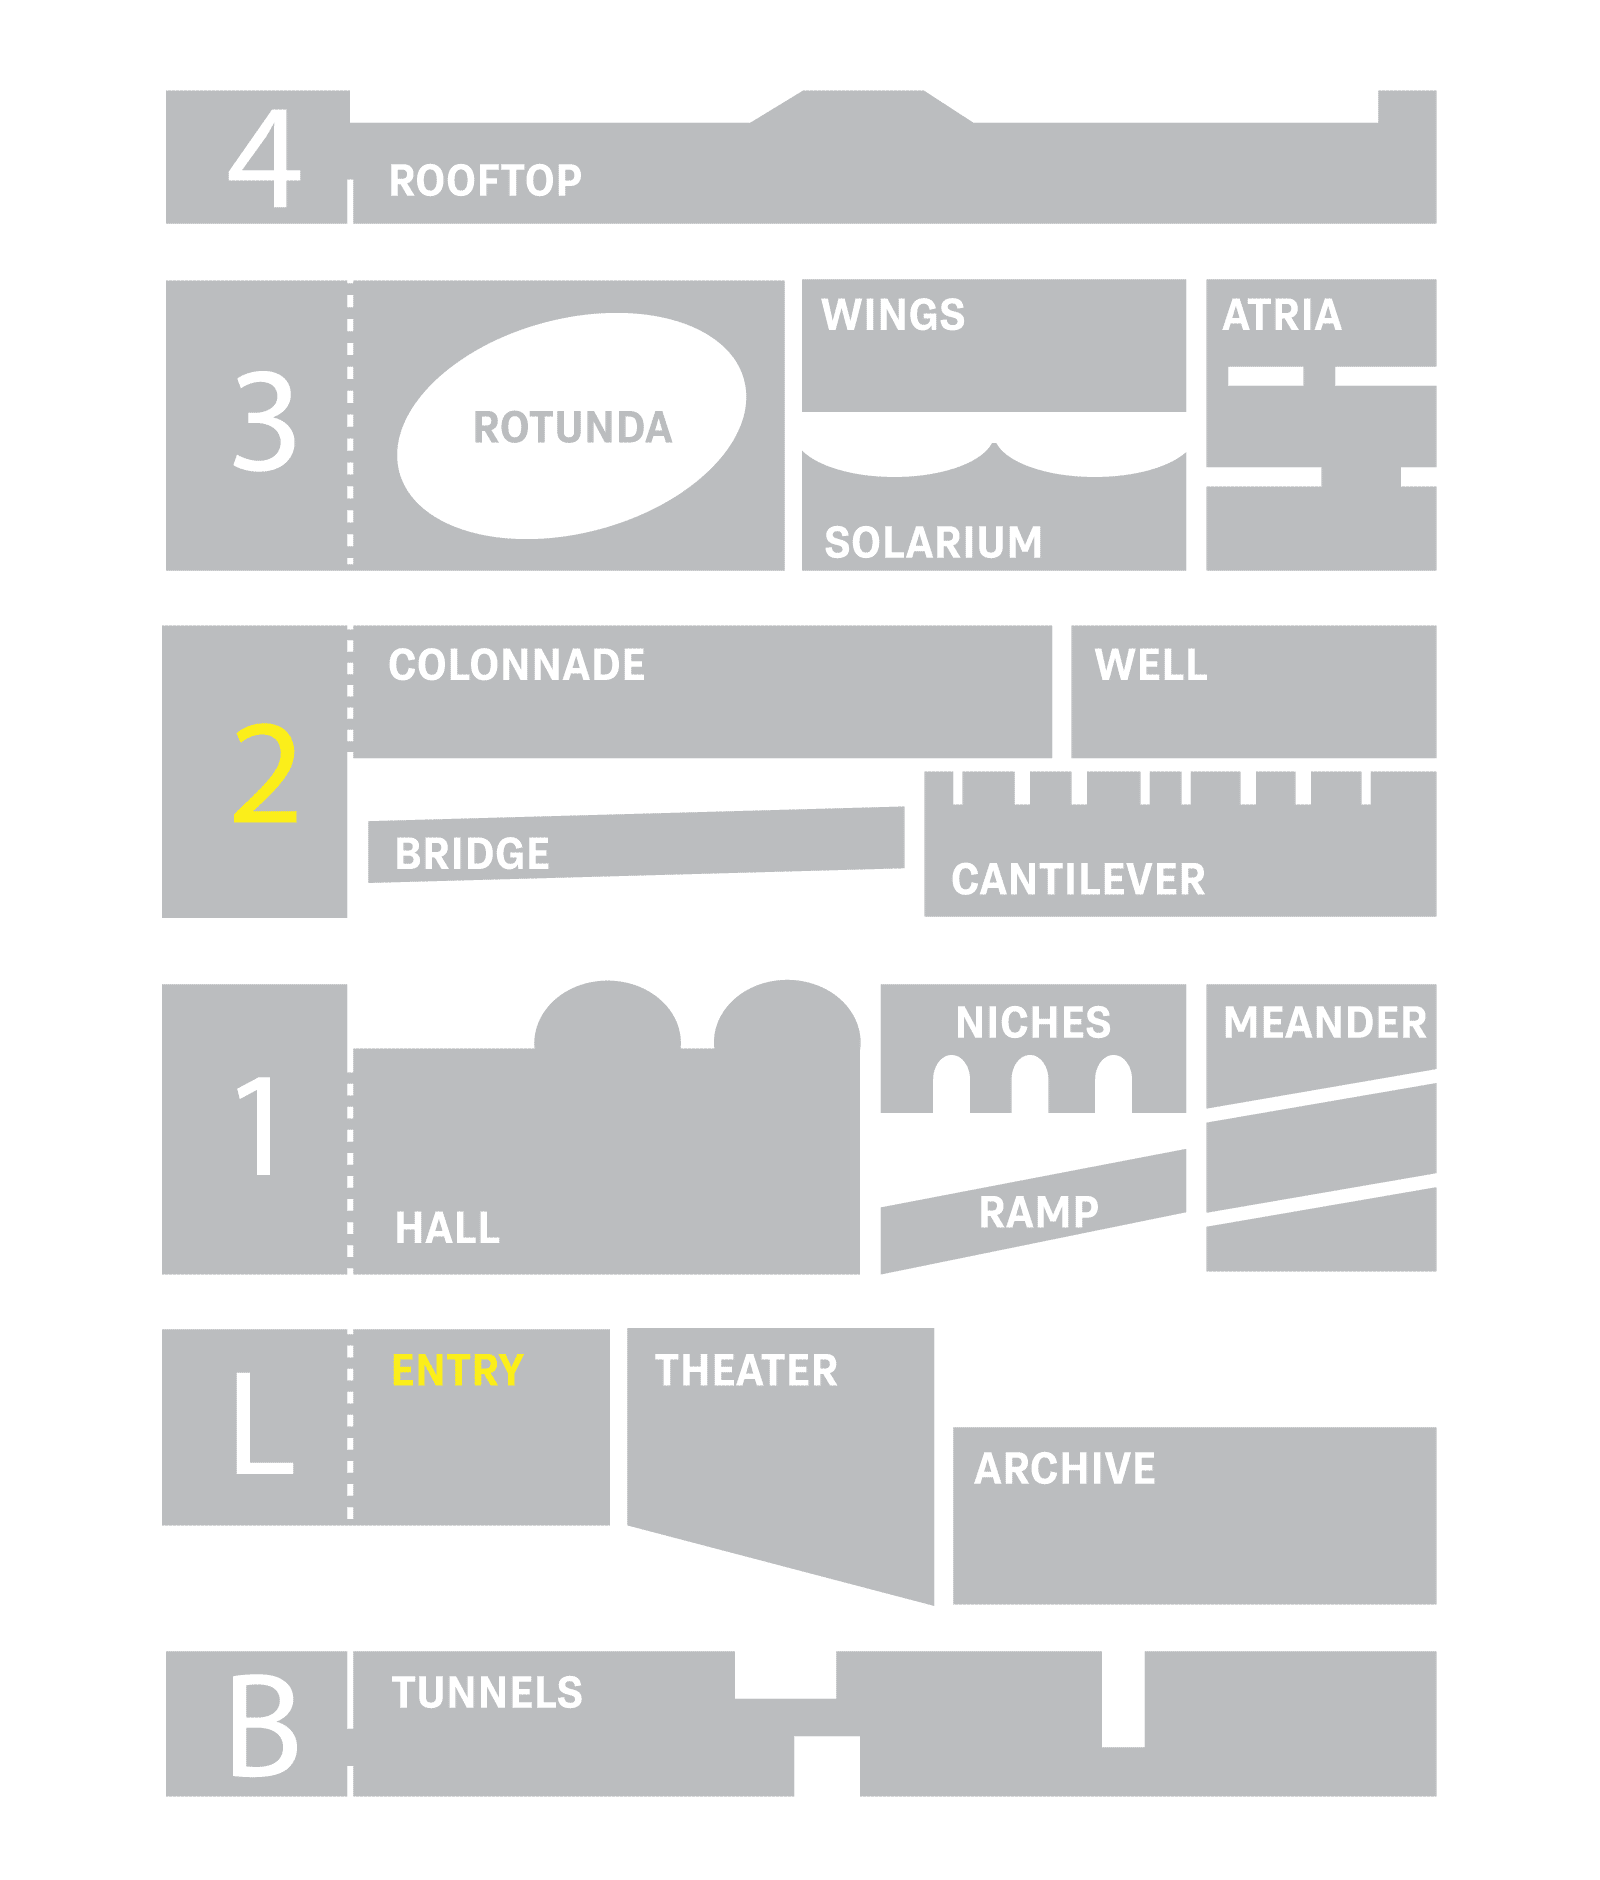 4
ROOFTOP
3
ROTUNDA
WINGS
SOLARIUM
ATRIA
2
COLONNADE
WELL
BRIDGE
CANTILEVER
1
HALL
NICHES
RAMP
MEANDER
L
ENTRY
THEATER
ARCHIVE
B
TUNNELS